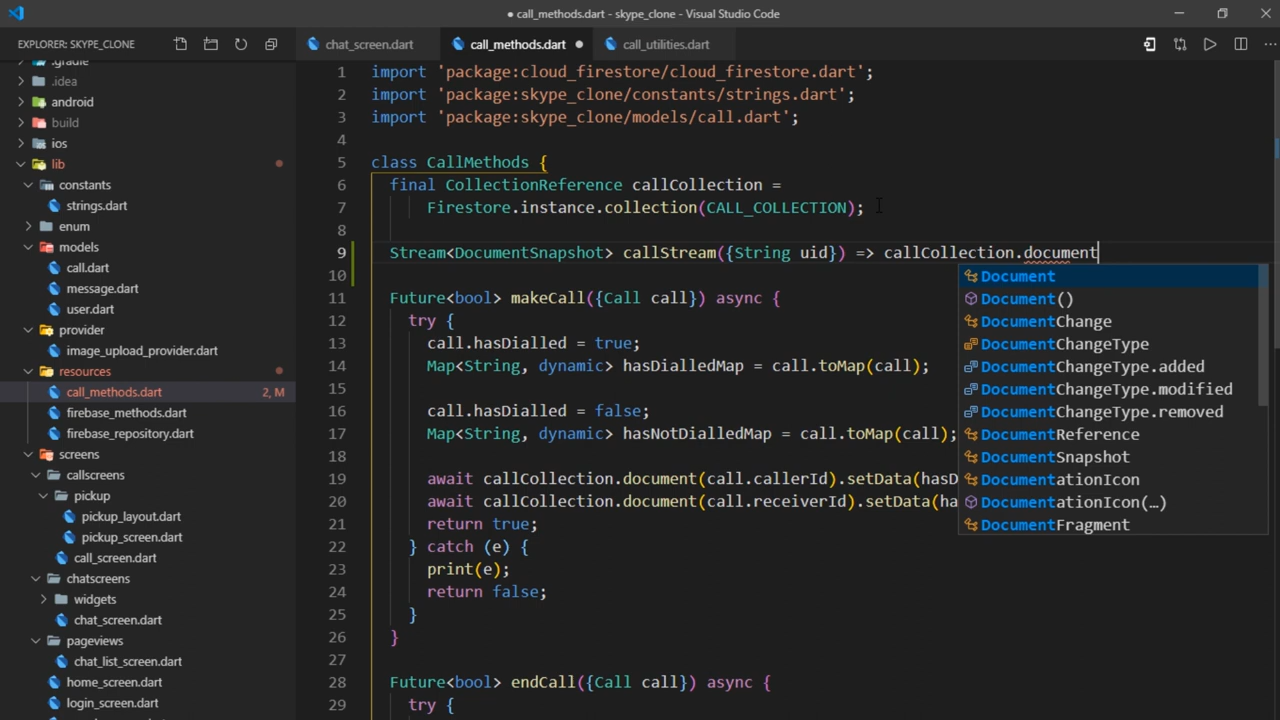 ● call_methods.dart - skype_clone - Visual Studio Code
EXPLORER: SKYPE_CLONE
chat_screen.dart
call_methods.dart
call_utilities.dart
.gradle
.idea
android
build
ios
lib
constants
strings.dart
enum
models
call.dart
message.dart
user.dart
provider
image_upload_provider.dart
resources
call_methods.dart 2, M
firebase_methods.dart
firebase_repository.dart
screens
callscreens
pickup
pickup_layout.dart
pickup_screen.dart
call_screen.dart
chatscreens
widgets
chat_screen.dart
pageviews
chat_list_screen.dart
home_screen.dart
login_screen.dart
1 import 'package:cloud_firestore/cloud_firestore.dart';
2 import 'package:skype_clone/constants/strings.dart';
3 import 'package:skype_clone/models/call.dart';
4
5 class CallMethods {
6 final CollectionReference callCollection =
7 Firestore.instance.collection(CALL_COLLECTION);
8
9 Stream<DocumentSnapshot> callStream({String uid}) => callCollection.document
10
11 Future<bool> makeCall({Call call}) async {
12 try {
13 call.hasDialled = true;
14 Map<String, dynamic> hasDialledMap = call.toMap(call);
15
16 call.hasDialled = false;
17 Map<String, dynamic> hasNotDialledMap = call.toMap(call);
18
19 await callCollection.document(call.callerId).setData(hasD
20 await callCollection.document(call.receiverId).setData(ha
21 return true;
22 } catch (e) {
23 print(e);
24 return false;
25 }
26 }
27
28 Future<bool> endCall({Call call}) async {
29 try {
Document
Document()
DocumentChange
DocumentChangeType
DocumentChangeType.added
DocumentChangeType.modified
DocumentChangeType.removed
DocumentReference
DocumentSnapshot
DocumentationIcon
DocumentationIcon(…)
DocumentFragment